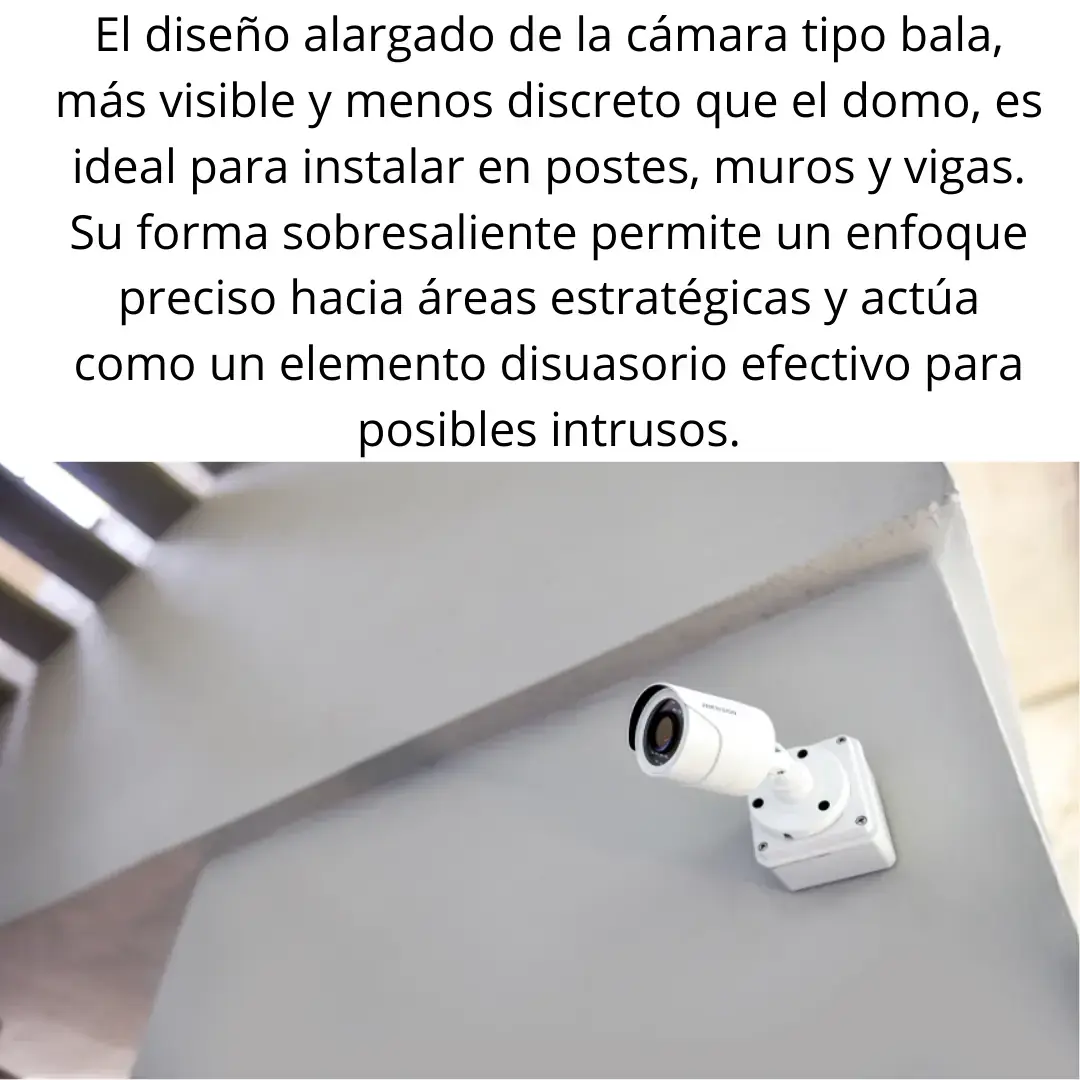 El diseño alargado de la cámara tipo bala,
más visible y menos discreto que el domo, es
ideal para instalar en postes, muros y vigas.
Su forma sobresaliente permite un enfoque
preciso hacia áreas estratégicas y actúa
como un elemento disuasorio efectivo para
posibles intrusos.
HIKVISION